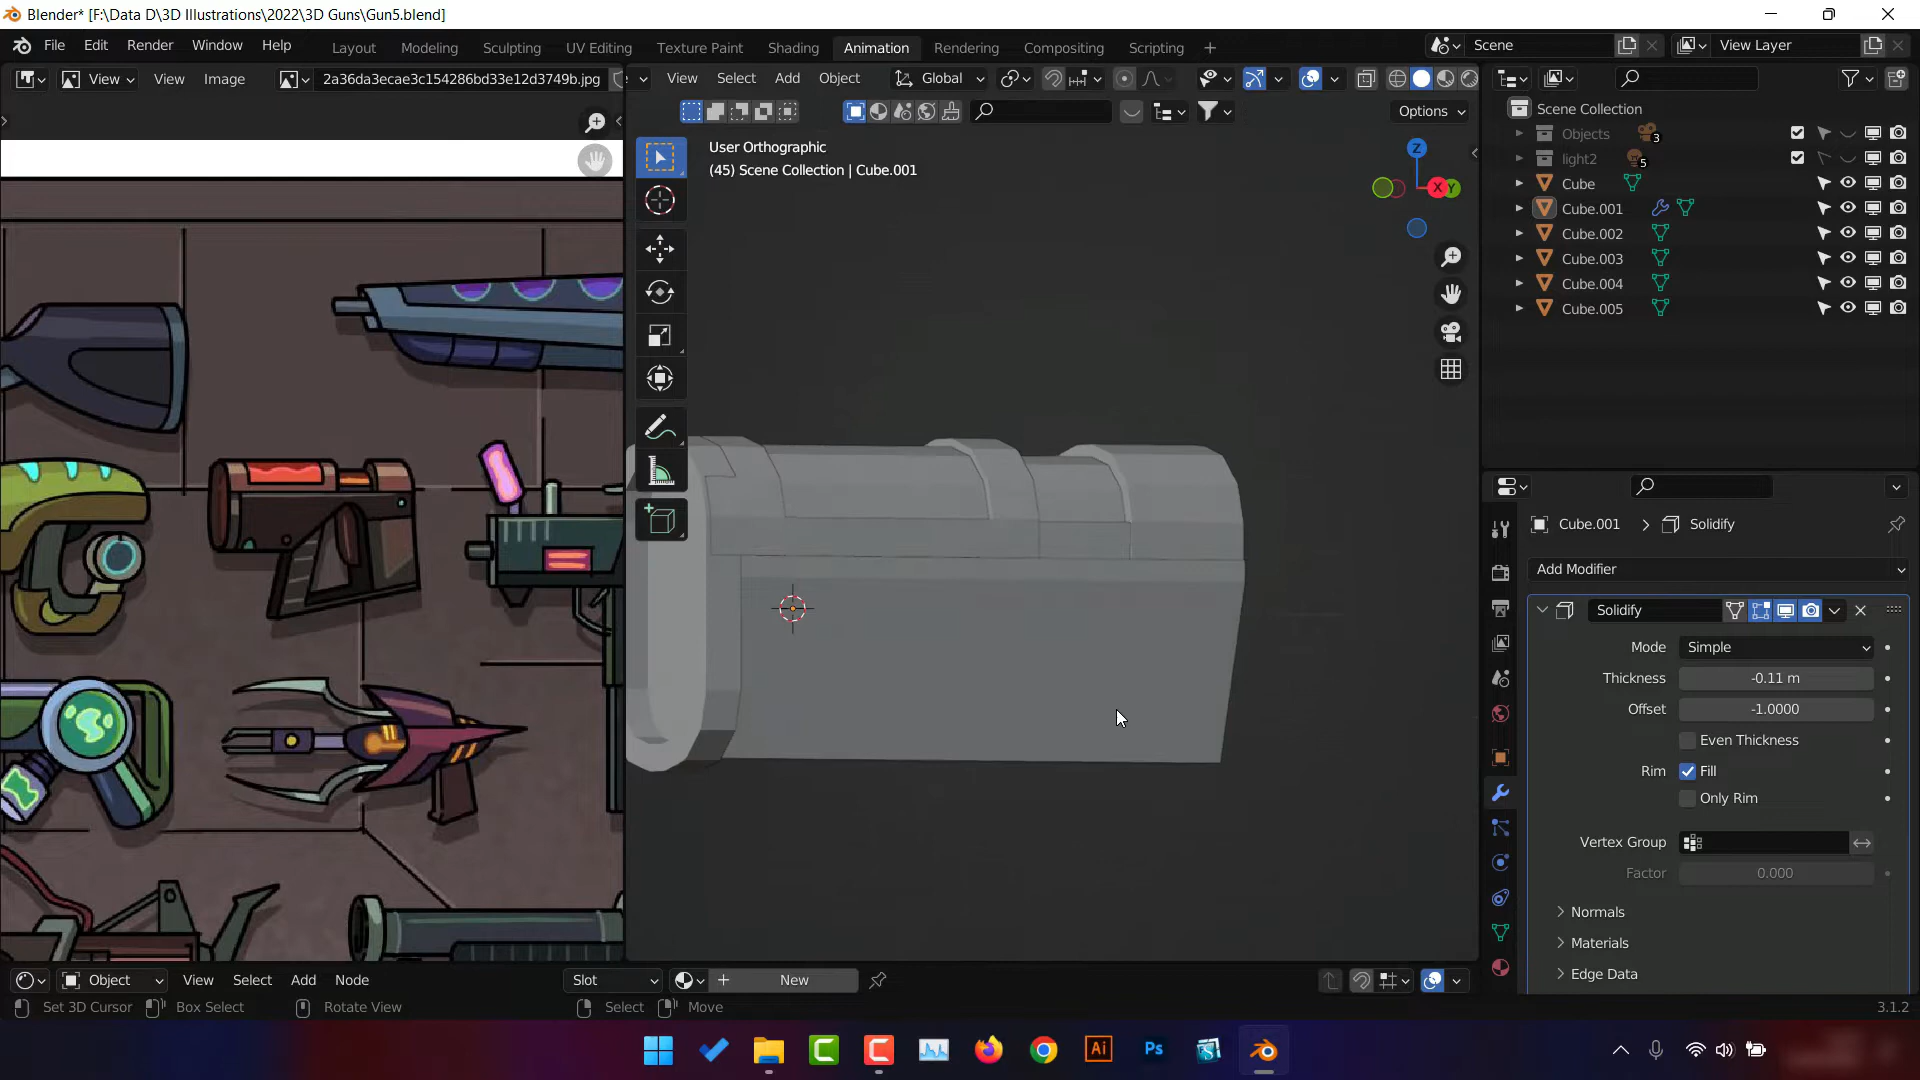 Blender* [F:\Data D\3D Illustrations\2022\3D Guns\Gun5.blend]
File Edit Render Window Help Layout Modeling Sculpting UV Editing Texture Paint Shading Animation Rendering Compositing Scripting + Scene View Layer
View View Image 2a36da3ecae3c154286bd33e12d3749b.jpg View Select Add Object Global
Options
User Orthographic
(45) Scene Collection | Cube.001
Z
X Y
Scene Collection
Objects 3
light2 5
Cube
Cube.001
Cube.002
Cube.003
Cube.004
Cube.005
Cube.001 > Solidify
Add Modifier
Solidify
Mode Simple
Thickness -0.11 m
Offset -1.0000
Even Thickness
Rim Fill
Only Rim
Vertex Group
Factor 0.000
Normals
Materials
Edge Data
Object View Select Add Node Slot New
Set 3D Cursor Box Select Rotate View Select Move 3.1.2
C C Ai Ps